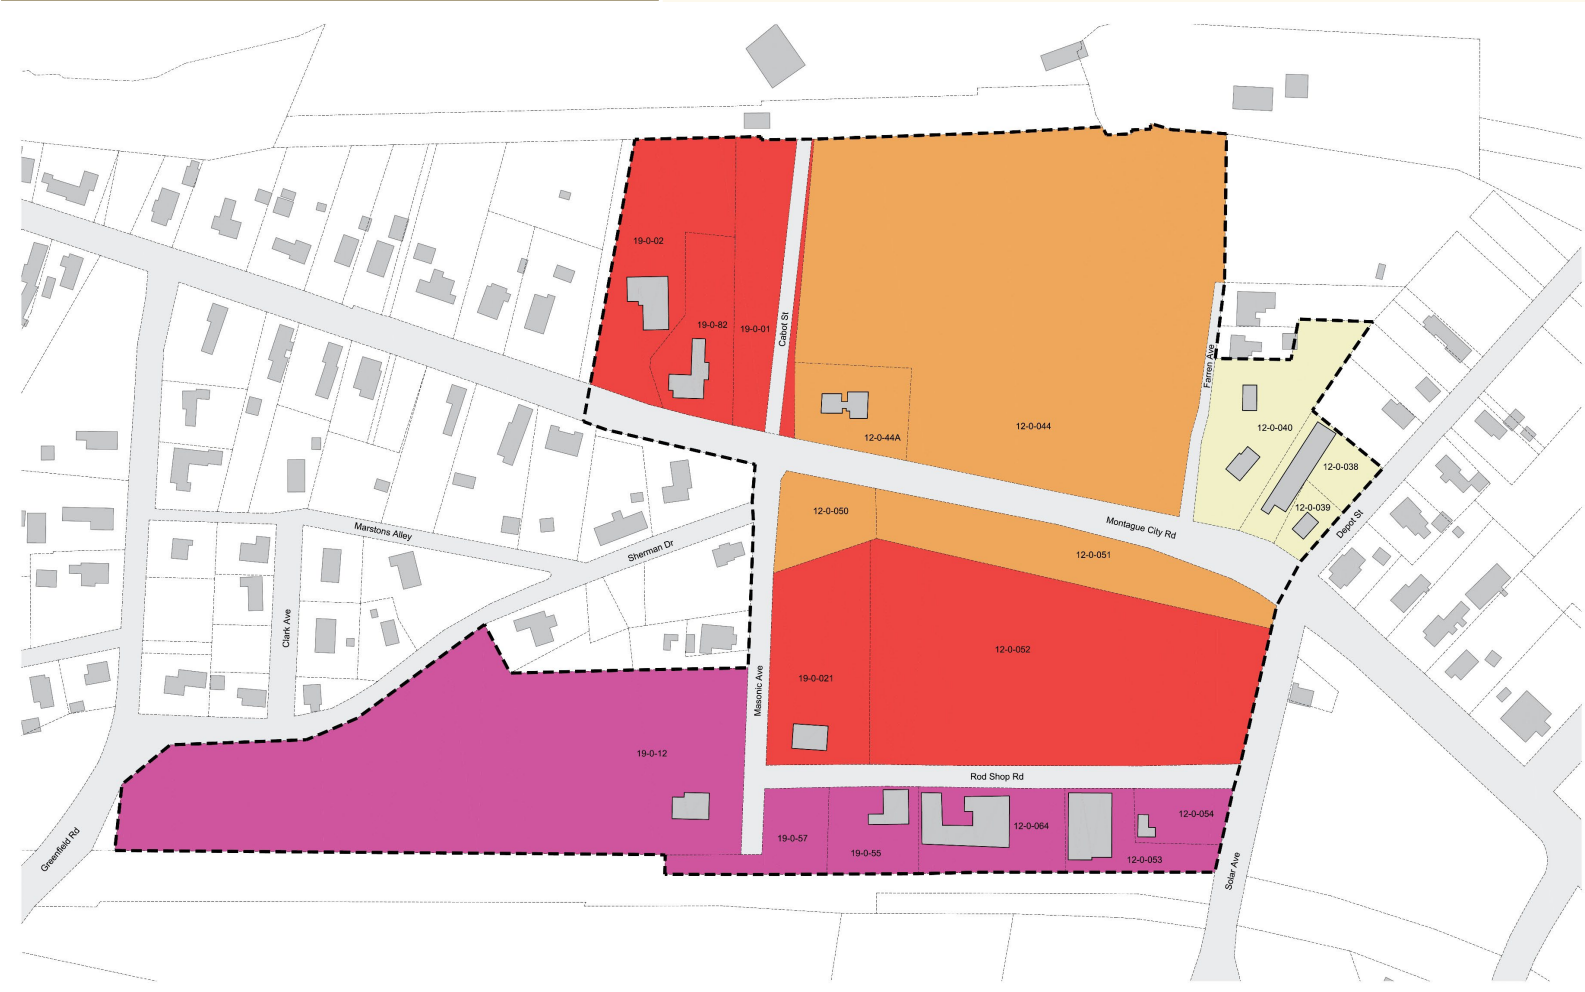 19-0-02
19-0-82
19-0-01
Cabot St
Farren Ave
12-0-44A
12-0-044
12-0-040
12-0-038
12-0-039
12-0-050
Montague City Rd
Depot St
12-0-051
Marstons Alley
Sherman Dr
Clark Ave
12-0-052
19-0-021
Masonic Ave
19-0-12
Rod Shop Rd
12-0-054
12-0-064
19-0-57
19-0-55
12-0-053
Greenfield Rd
Solar Ave